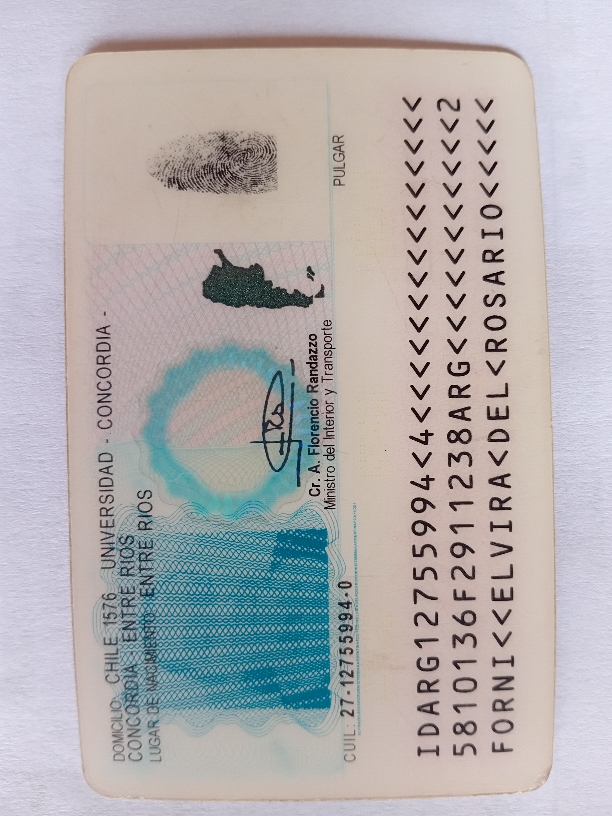 DOMICILIO: CHILE 1576 UNIVERSIDAD - CONCORDIA -
CONCORDIA ENTRE RIOS
LUGAR DE NACIMIENTO: ENTRE RIOS
PULGAR
Cr. A. Florencio Randazzo
Ministro del Interior y Transporte
CUIL: 27-12755994-0
IDARG12755994<4<<<<<<<<<<<<<<<
5810136F2911238ARG<<<<<<<<<<<2
FORNI<<ELVIRA<DEL<ROSARIO<<<<<